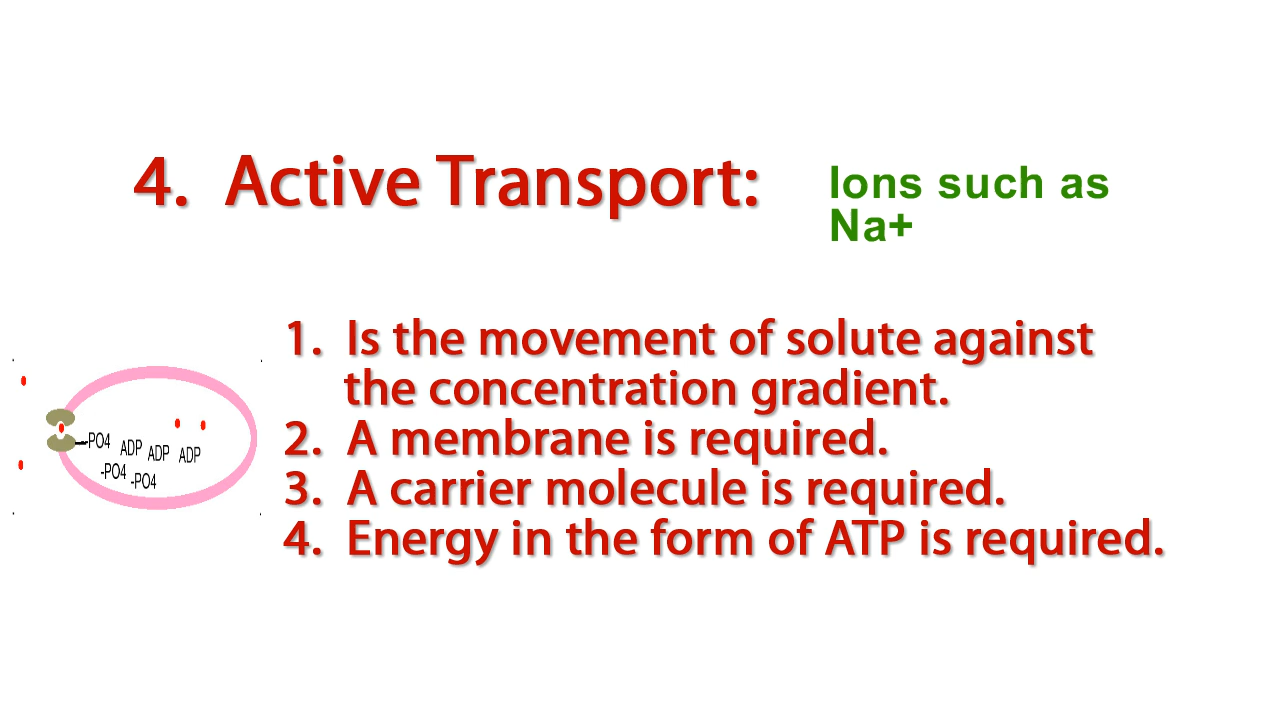 4. Active Transport:
Ions such as
Na+
1. Is the movement of solute against
the concentration gradient.
2. A membrane is required.
3. A carrier molecule is required.
4. Energy in the form of ATP is required.
-PO4 ADP ADP ADP
-PO4 -PO4